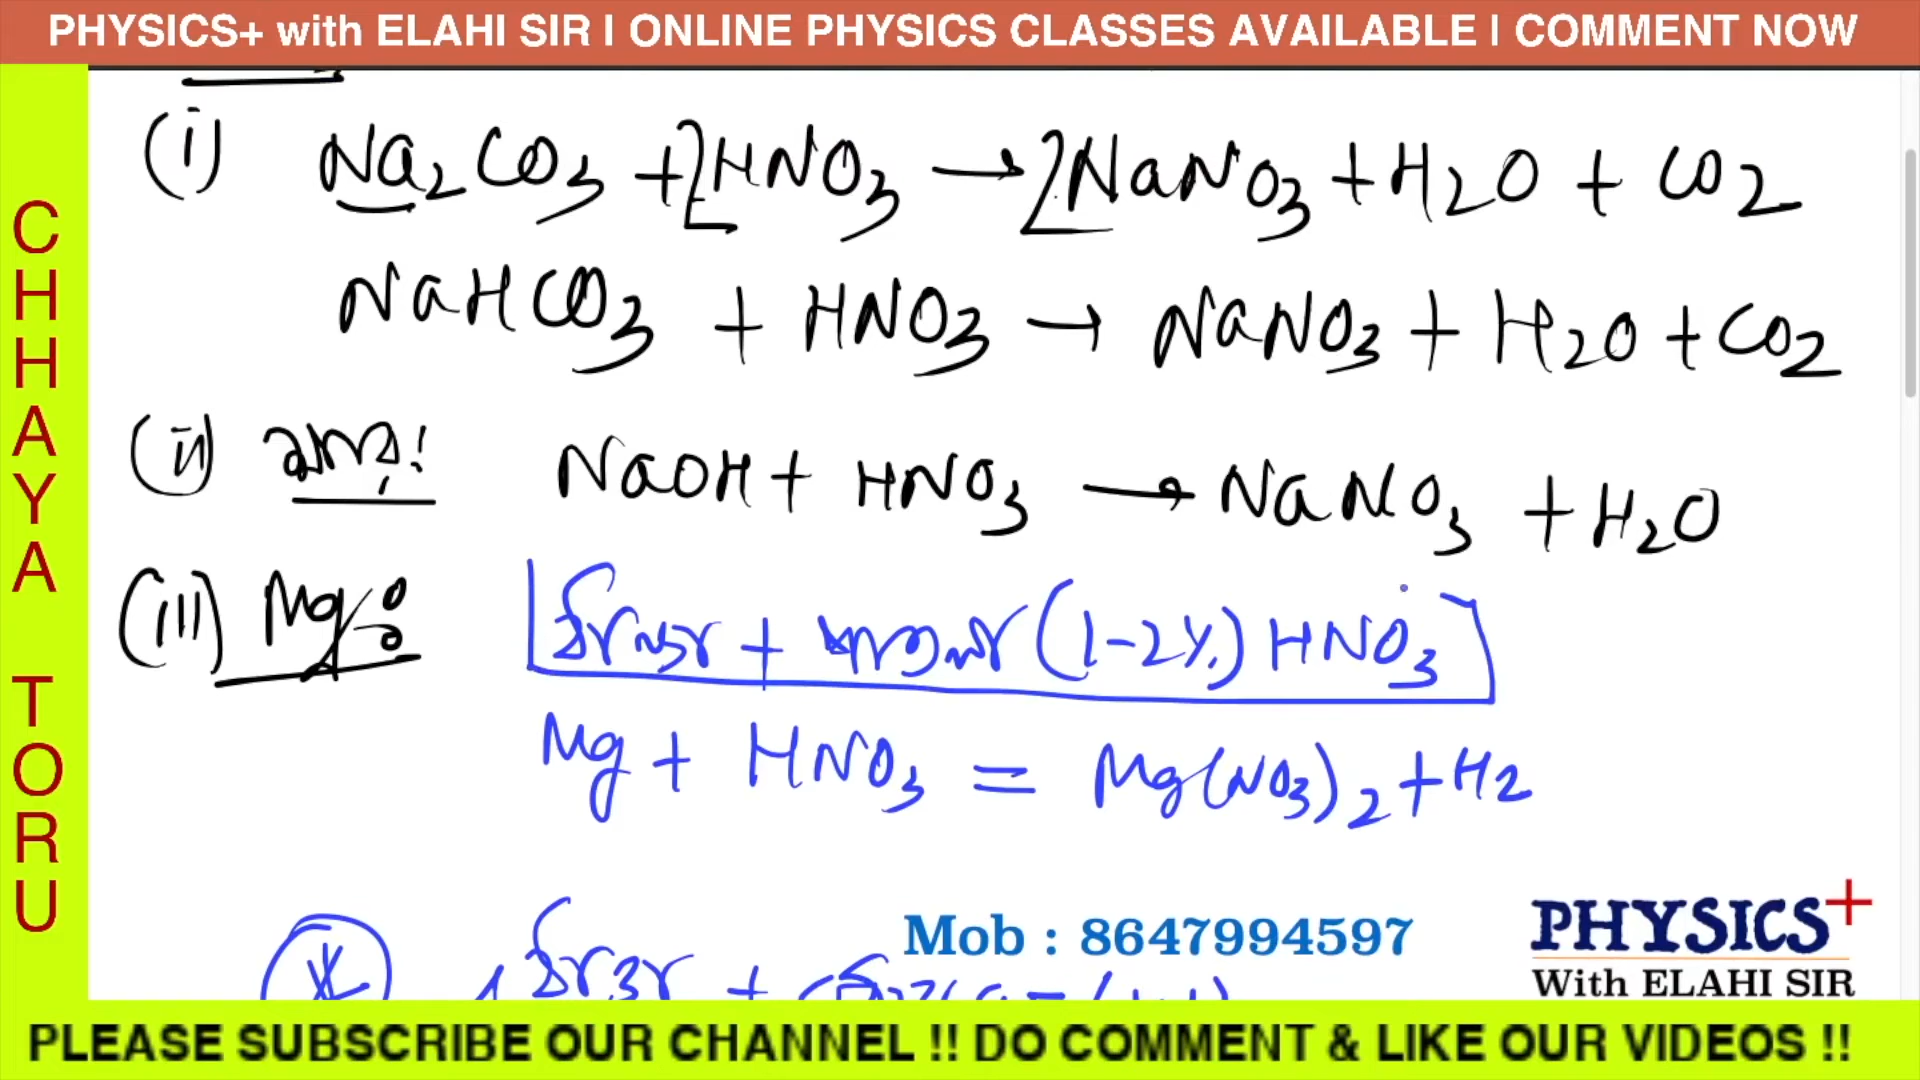 PHYSICS+ with ELAHI SIR I ONLINE PHYSICS CLASSES AVAILABLE I COMMENT NOW
CHHAYA TORU
(i) Na2CO3 + 2HNO3 → 2NaNO3 + H2O + CO2
NaHCO3 + HNO3 → NaNO3 + H2O + CO2
(ii) NaOH + HNO3 → NaNO3 + H2O
(iii) Mg
+ (1-2%) HNO3
Mg + HNO3 = Mg(NO3)2 + H2
Mob : 8647994597
PHYSICS+
With ELAHI SIR
PLEASE SUBSCRIBE OUR CHANNEL !! DO COMMENT & LIKE OUR VIDEOS !!